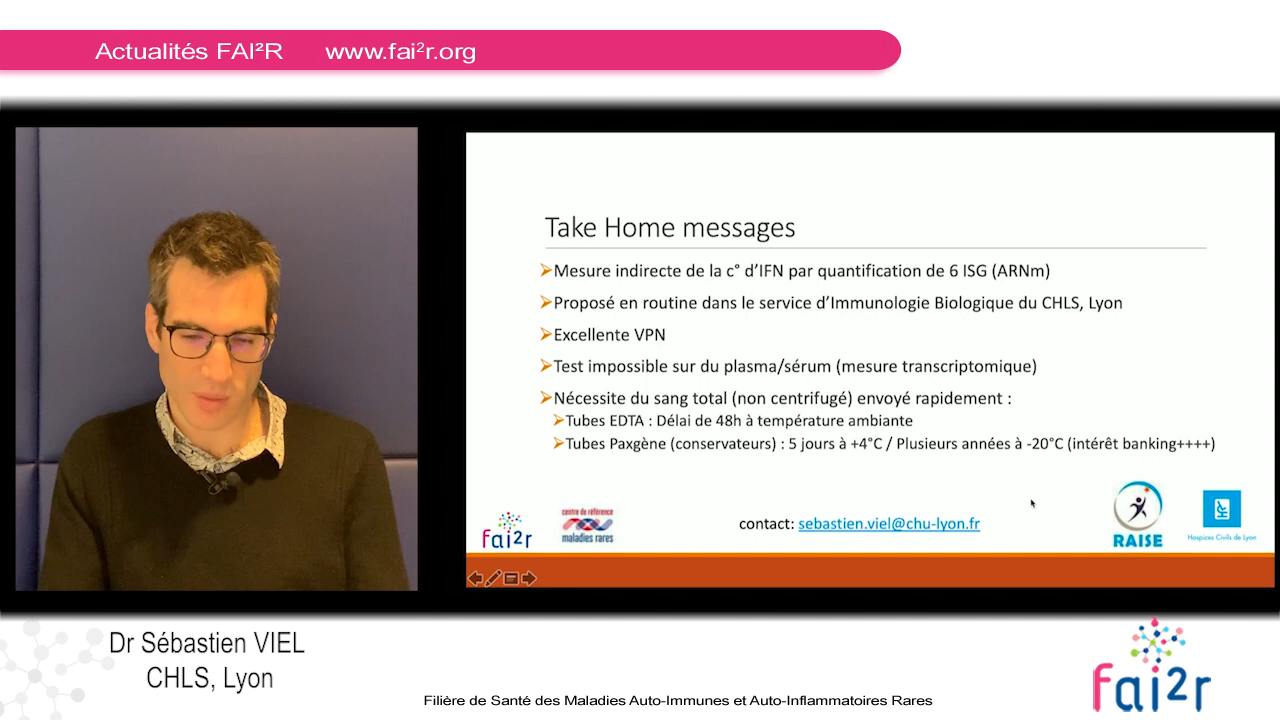 Actualités FAI²R www.fai²r.org
Take Home messages
Mesure indirecte de la c° d’IFN par quantification de 6 ISG (ARNm)
Proposé en routine dans le service d’Immunologie Biologique du CHLS, Lyon
Excellente VPN
Test impossible sur du plasma/sérum (mesure transcriptomique)
Nécessite du sang total (non centrifugé) envoyé rapidement :
Tubes EDTA : Délai de 48h à température ambiante
Tubes Paxgène (conservateurs) : 5 jours à +4°C / Plusieurs années à -20°C (intérêt banking++++)
fai2r
centre de référence
maladies rares
contact: sebastien.viel@chu-lyon.fr
RAISE
Hospices Civils de Lyon
Dr Sébastien VIEL
CHLS, Lyon
Filière de Santé des Maladies Auto-Immunes et Auto-Inflammatoires Rares
fai2r